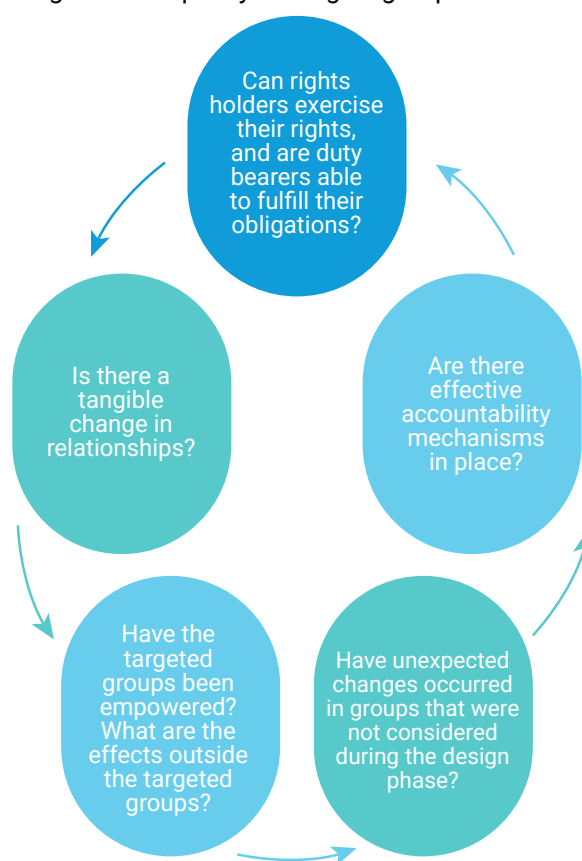 Can rights
holders exercise
their rights,
and are duty
bearers able
to fulfill their
obligations?
Is there a
tangible
change in
relationships?
Have the
targeted
groups been
empowered?
What are the
effects outside
the targeted
groups?
Have unexpected
changes occurred
in groups that were
not considered
during the design
phase?
Are there
effective
accountability
mechanisms
in place?